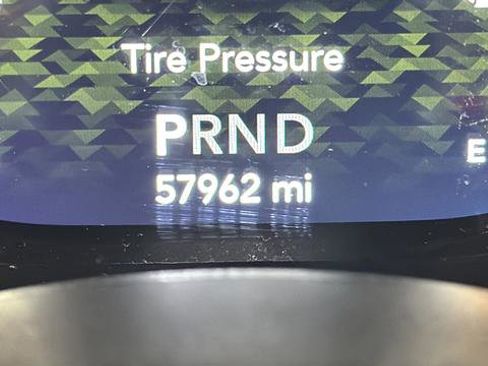 Tire Pressure
PRND
57962 mi
E